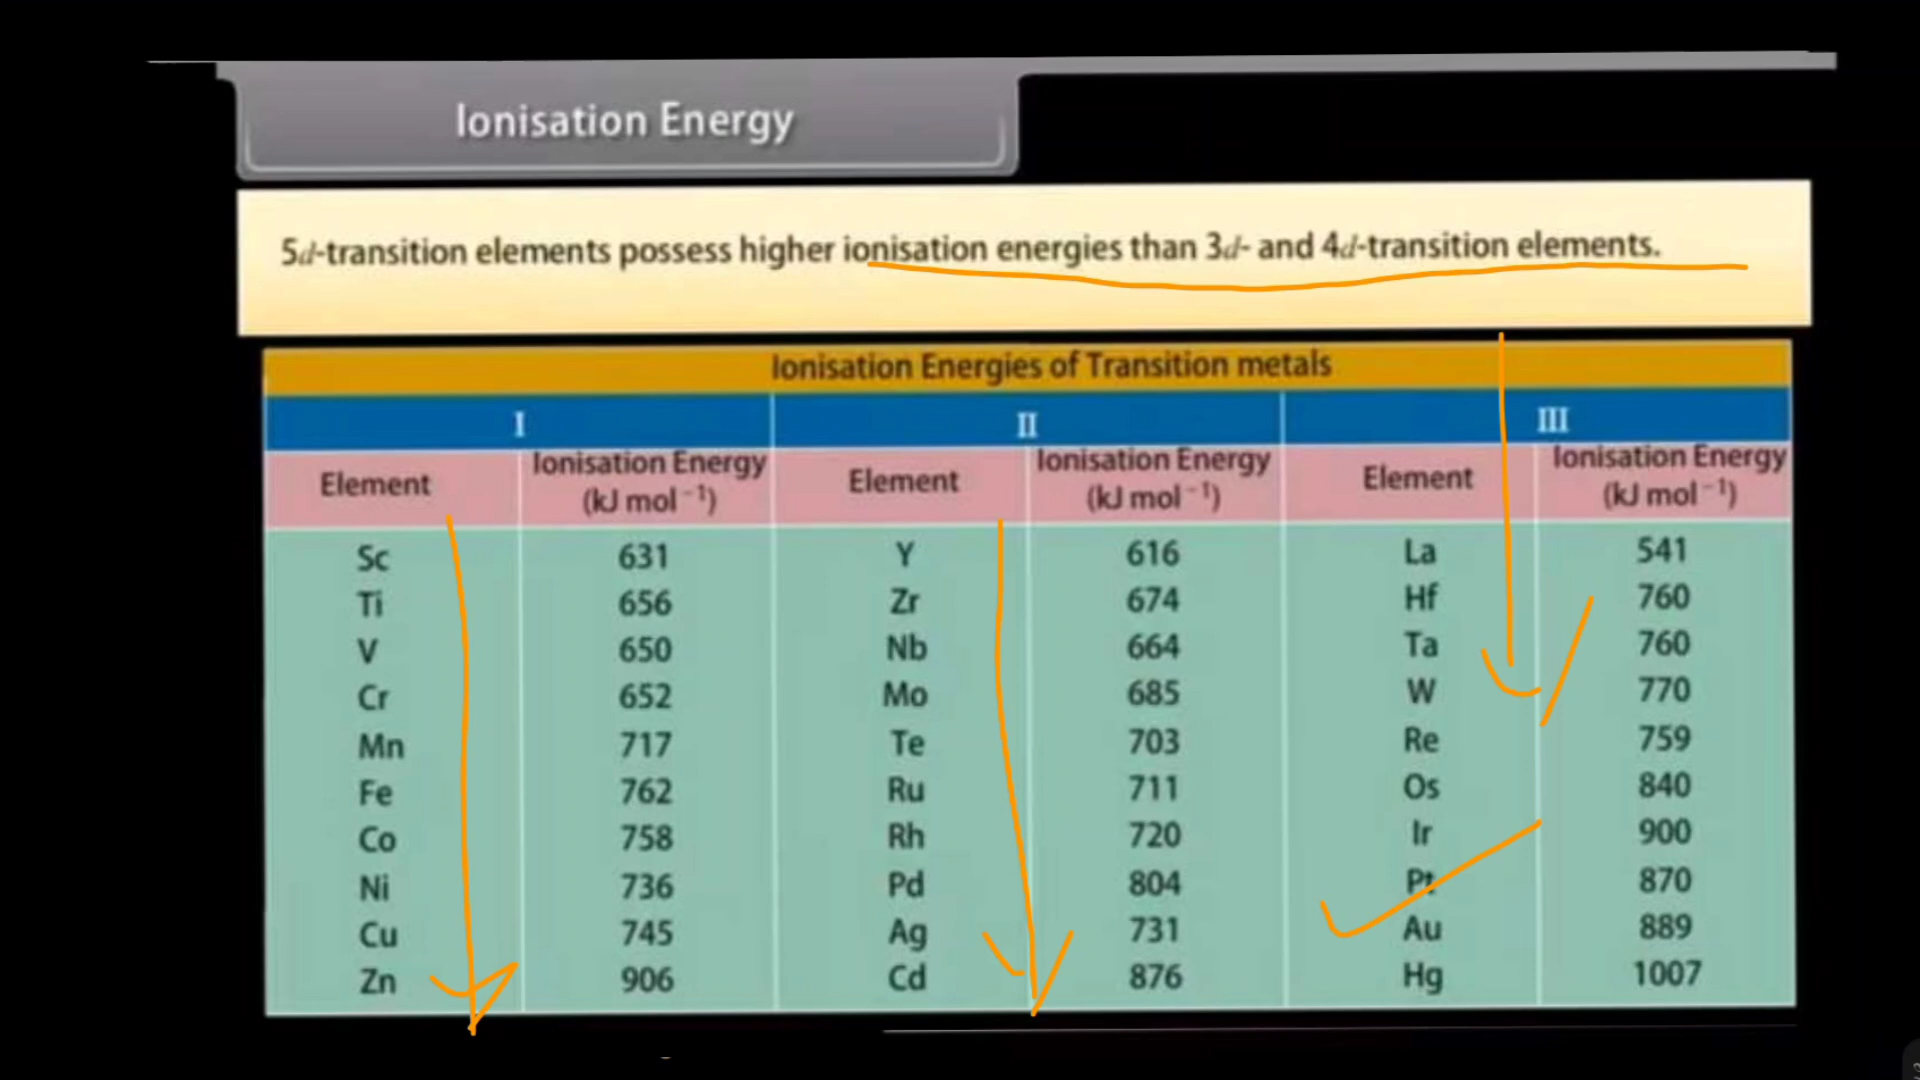 Ionisation Energy
5d-transition elements possess higher ionisation energies than 3d- and 4d-transition elements.
Ionisation Energies of Transition metals
I II III
Element Ionisation Energy (kJ mol⁻¹) Element Ionisation Energy (kJ mol⁻¹) Element Ionisation Energy (kJ mol⁻¹)
Sc 631 Y 616 La 541
Ti 656 Zr 674 Hf 760
V 650 Nb 664 Ta 760
Cr 652 Mo 685 W 770
Mn 717 Te 703 Re 759
Fe 762 Ru 711 Os 840
Co 758 Rh 720 Ir 900
Ni 736 Pd 804 Pt 870
Cu 745 Ag 731 Au 889
Zn 906 Cd 876 Hg 1007